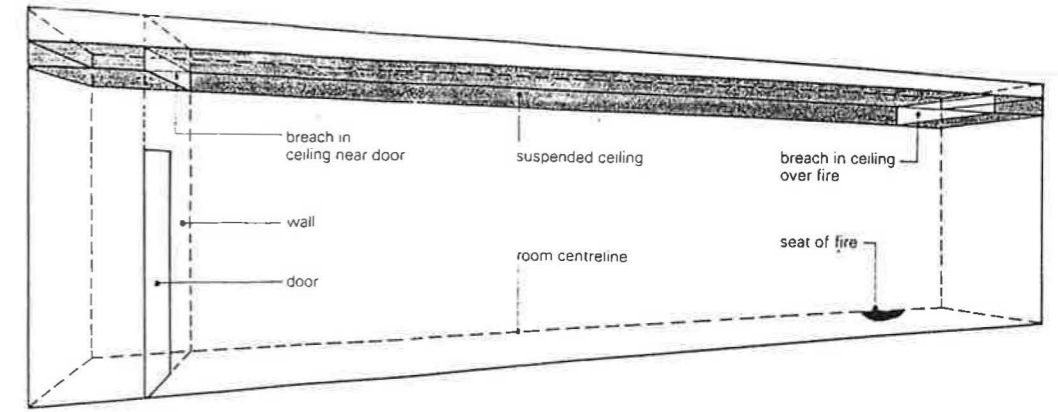 breach in
ceiling near door
suspended ceiling
breach in ceiling
over fire
wall
seat of fire
room centreline
door